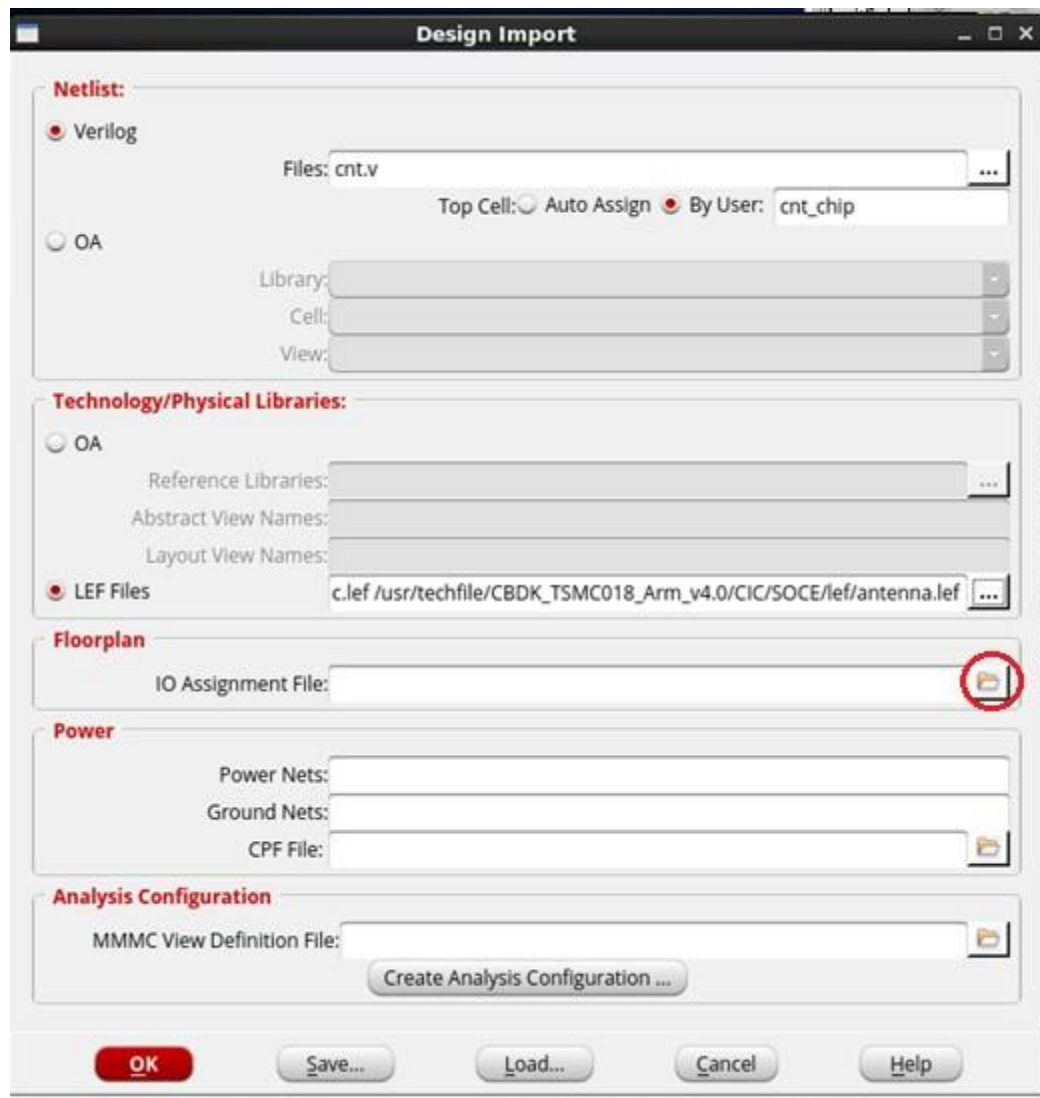 Design Import
Netlist:
Verilog
Files: cnt.v ...
Top Cell: Auto Assign By User: cnt_chip
OA
Library:
Cell:
View:
Technology/Physical Libraries:
OA
Reference Libraries: ...
Abstract View Names:
Layout View Names:
LEF Files c.lef /usr/techfile/CBDK_TSMC018_Arm_v4.0/CIC/SOCE/lef/antenna.lef ...
Floorplan
IO Assignment File:
Power
Power Nets:
Ground Nets:
CPF File:
Analysis Configuration
MMMC View Definition File:
Create Analysis Configuration ...
OK Save... Load... Cancel Help